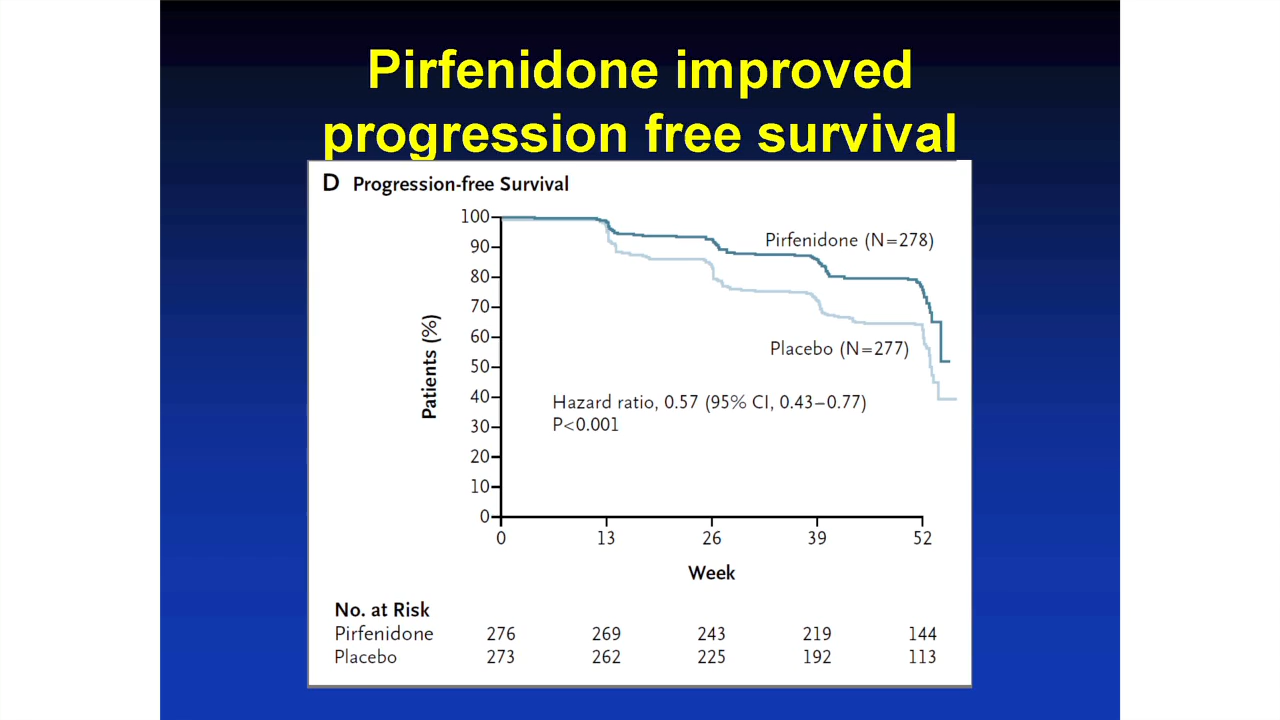 Pirfenidone improved
progression free survival
D Progression-free Survival
100
90
80
70
60
50
40
30
20
10
0
Patients (%)
Pirfenidone (N=278)
Placebo (N=277)
Hazard ratio, 0.57 (95% CI, 0.43–0.77)
P<0.001
0 13 26 39 52
Week
No. at Risk
Pirfenidone 276 269 243 219 144
Placebo 273 262 225 192 113